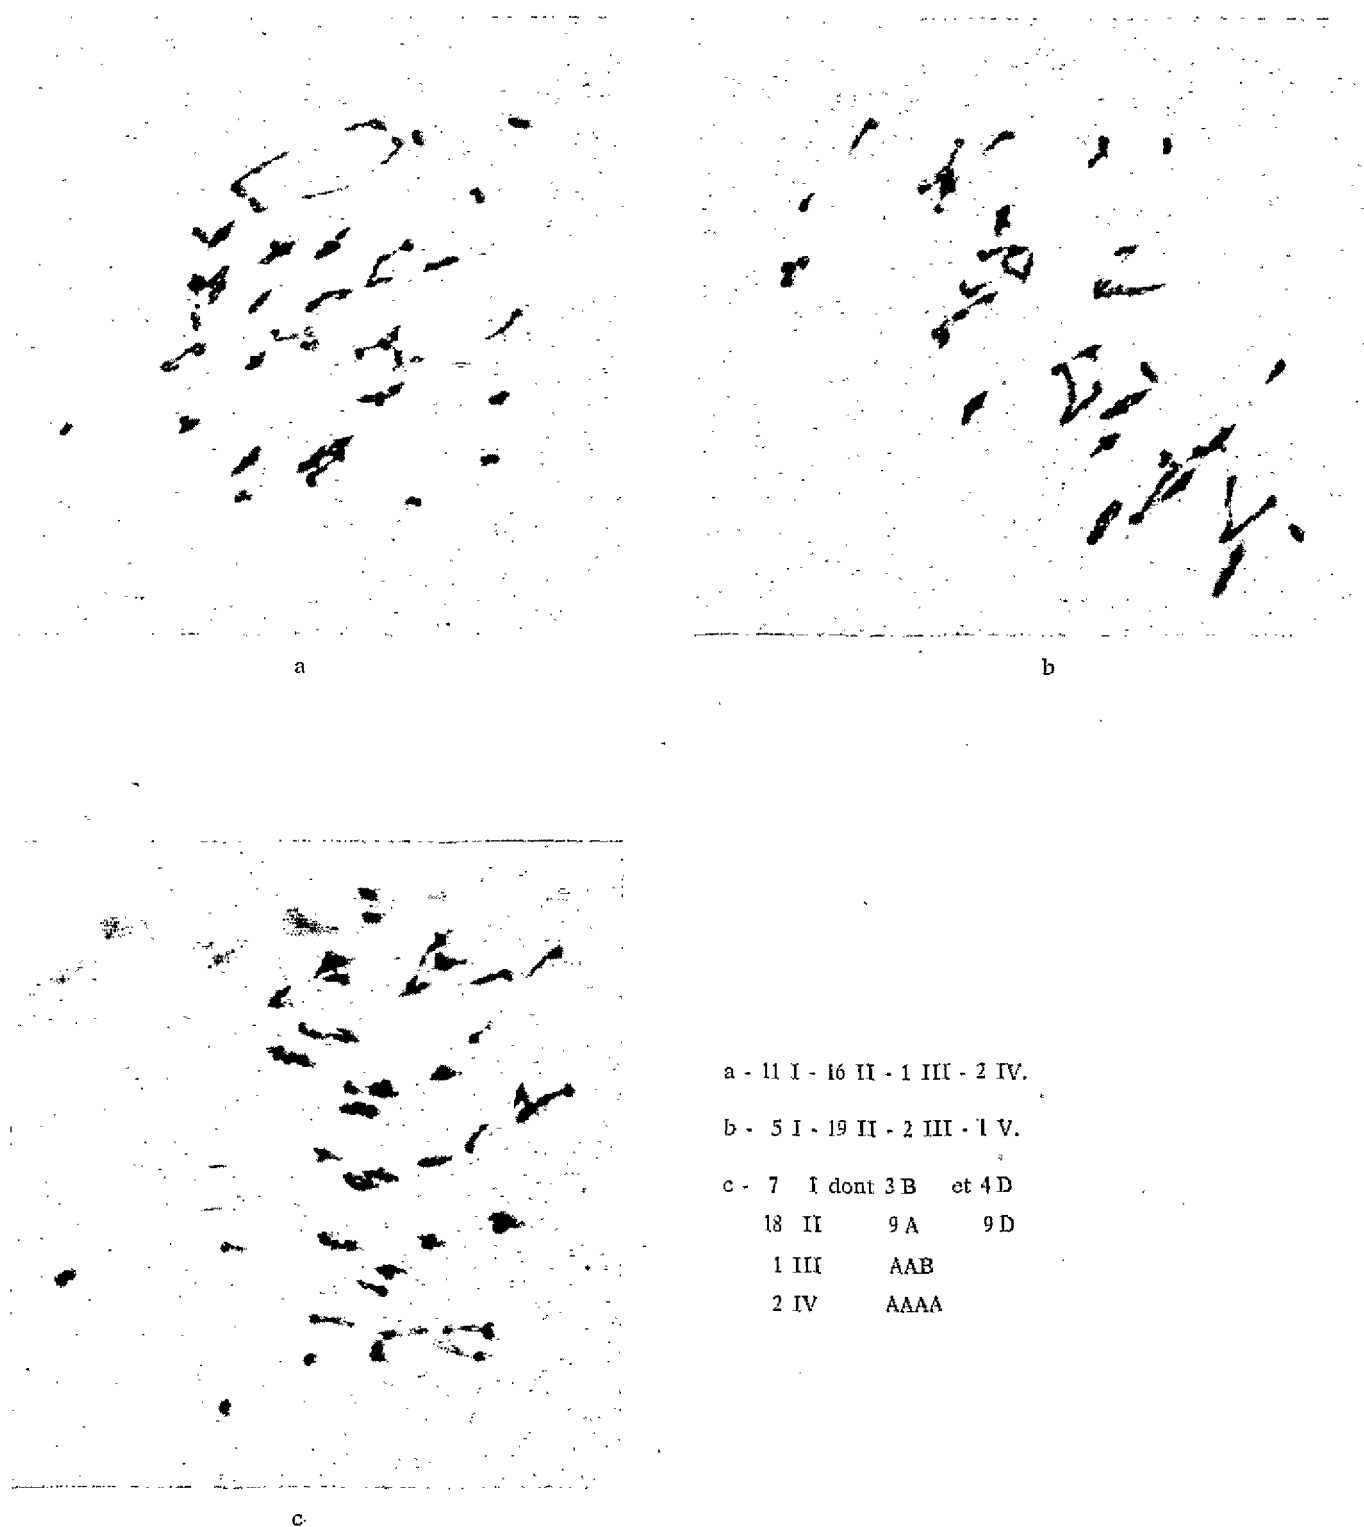 a
b
c
a - 11 I - 16 II - 1 III - 2 IV.
b - 5 I - 19 II - 2 III - 1 V.
c - 7 I dont 3 B et 4 D
18 II 9 A 9 D
1 III AAB
2 IV AAAA